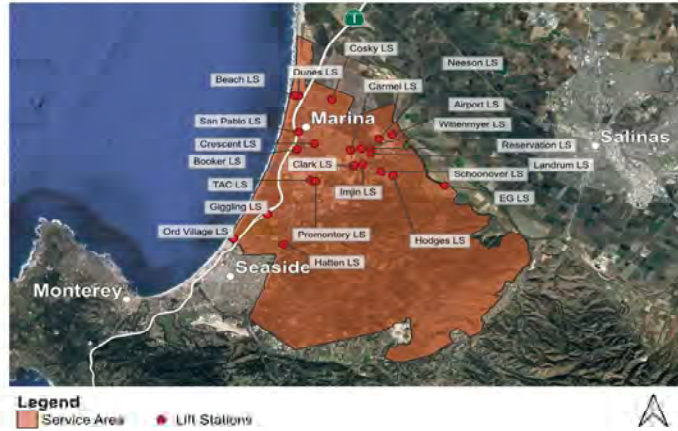 1
Cosky LS
Neeson LS
Dunes LS
Beach LS
Carmel LS
Airport LS
Wittenmyer LS
San Pablo LS
Marina
Salinas
Crescent LS
Reservation LS
Booker LS
Clark LS
Landrum LS
Schoonover LS
TAC LS
Imjin LS
EG LS
Giggling LS
Ord Village LS
Promontory LS
Hodges LS
Hatten LS
Seaside
Monterey
Legend
Service Area
Lift Stations